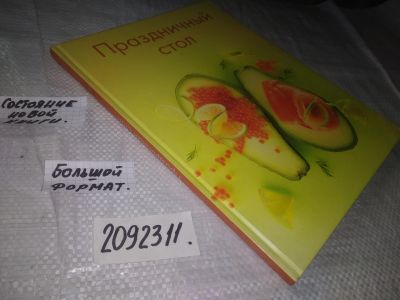 Праздничный
стол
Состояние
новой
книги.
Большой
формат.
2092311.